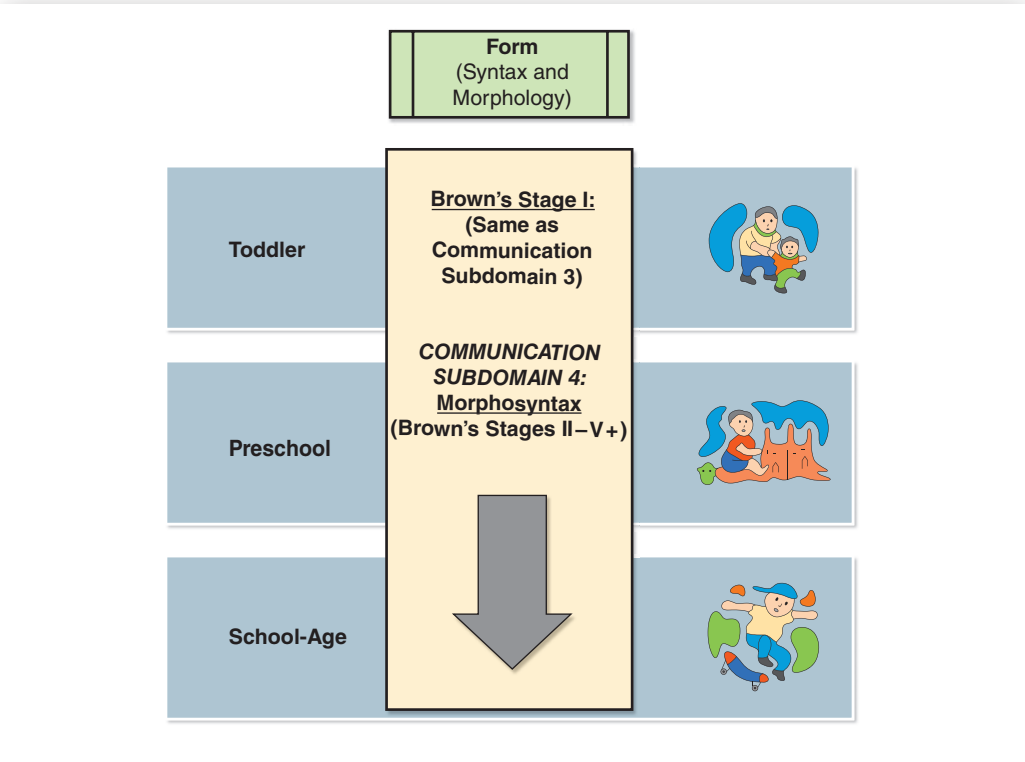 Form
(Syntax and
Morphology)
Toddler
Brown's Stage I:
(Same as
Communication
Subdomain 3)
COMMUNICATION
SUBDOMAIN 4:
Morphosyntax
(Brown's Stages II–V+)
Preschool
School-Age